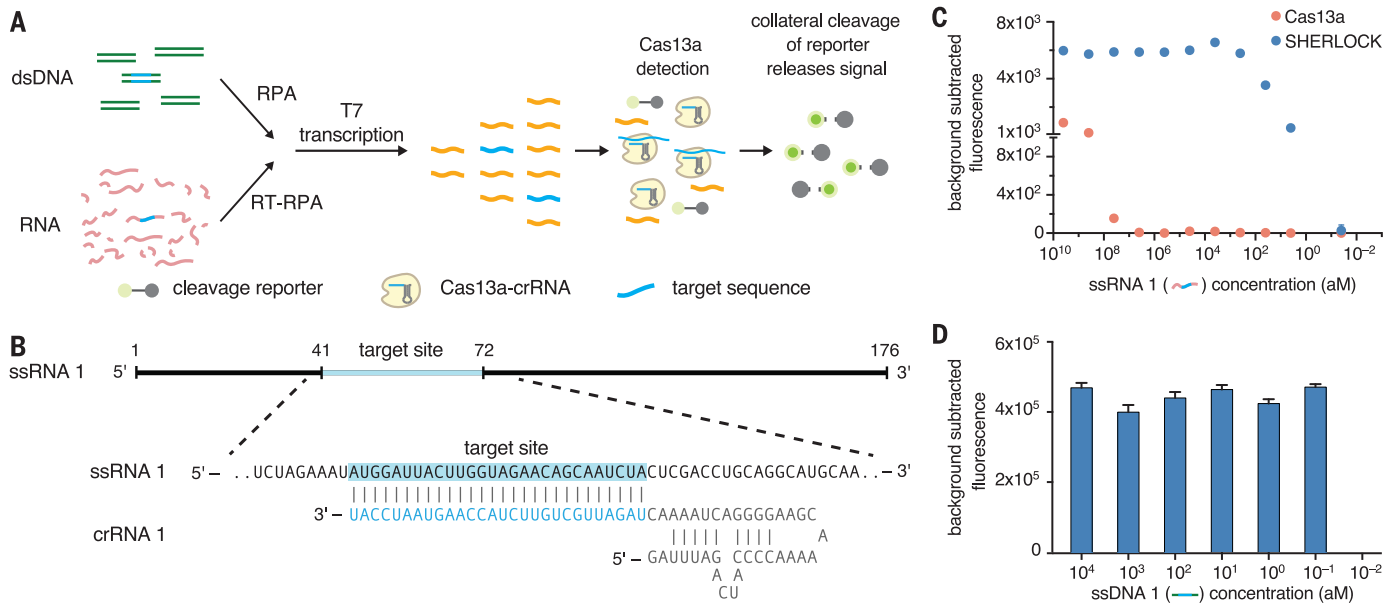 A
dsDNA
RPA
RNA
RT-RPA
T7
transcription
Cas13a
detection
collateral cleavage
of reporter
releases signal
cleavage reporter
Cas13a-crRNA
target sequence
B
1
41
target site
72
176
ssRNA 1
5'
3'
target site
ssRNA 1
5' – ..UCUAGAAAUAUGGAUUACUUGGUAGAACAGCAAUCUACUCGACCUGCAGGCAUGCAA.. – 3'
3' – UACCUAAUGAACCAUCUUGUCGUUAGAUCAAAAUCAGGGGAAGC
crRNA 1
A
5' – GAUUUAG CCCCAAAA
A A
CU
C
Cas13a
SHERLOCK
background subtracted
fluorescence
8x10³
4x10³
1x10³
8x10²
4x10²
0
10¹⁰ 10⁸ 10⁶ 10⁴ 10² 10⁰ 10⁻²
ssRNA 1 ( ) concentration (aM)
D
background subtracted
fluorescence
6x10⁵
4x10⁵
2x10⁵
0
10⁴ 10³ 10² 10¹ 10⁰ 10⁻¹ 10⁻²
ssDNA 1 ( ) concentration (aM)